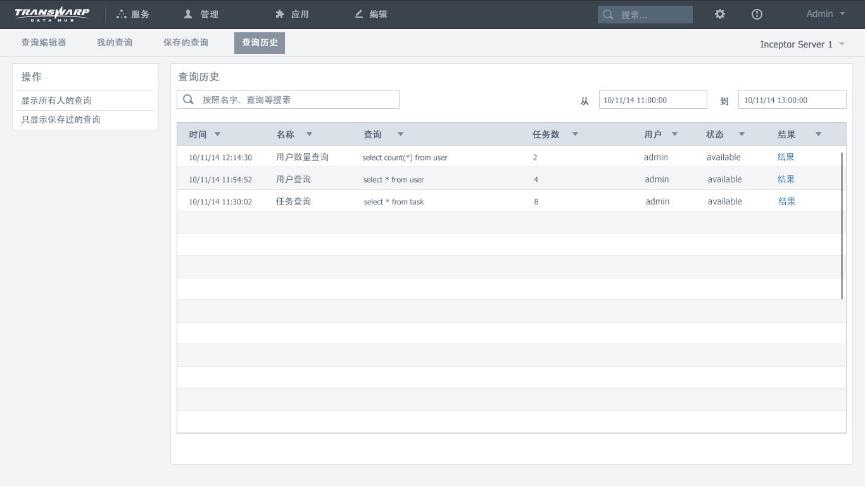 TRANSWARP DATA HUB 服务 管理 应用 编辑 搜索... Admin
查询编辑器 我的查询 保存的查询 查询历史 Inceptor Server 1
操作
显示所有人的查询
只显示保存过的查询
查询历史
按照名字、查询等搜索 从 10/11/14 11:00:00 到 10/11/14 13:00:00
时间 名称 查询 任务数 用户 状态 结果
10/11/14 12:14:30 用户数量查询 select count(*) from user 2 admin available 结果
10/11/14 11:54:52 用户查询 select * from user 4 admin available 结果
10/11/14 11:30:02 任务查询 select * from task 8 admin available 结果